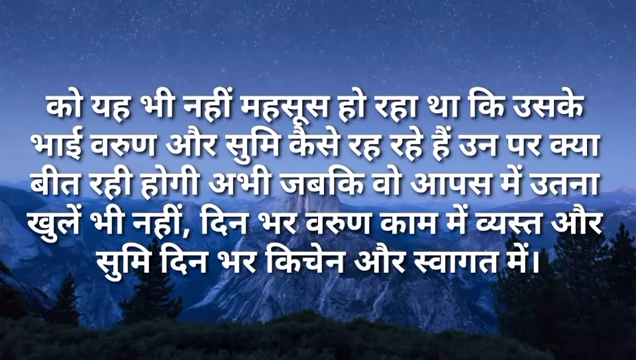 को यह भी नहीं महसूस हो रहा था कि उसके
भाई वरुण और सुमि कैसे रह रहे हैं उन पर क्या
बीत रही होगी अभी जबकि वो आपस में उतना
खुलें भी नहीं, दिन भर वरुण काम में व्यस्त और
सुमि दिन भर किचेन और स्वागत में।